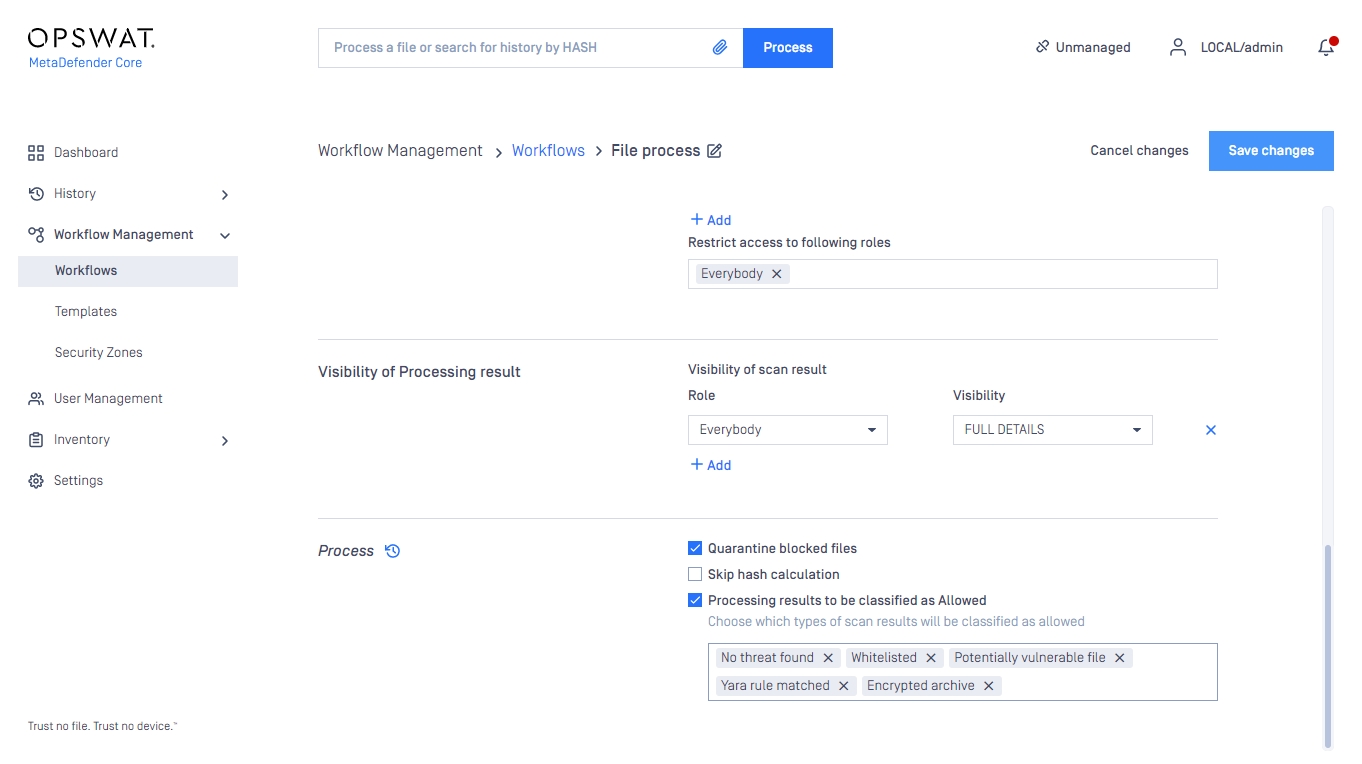 OPSWAT.
MetaDefender Core
Process a file or search for history by HASH
Process
Unmanaged
LOCAL/admin
Dashboard
History
Workflow Management
Workflows
Templates
Security Zones
User Management
Inventory
Settings
Trust no file. Trust no device.™
Workflow Management > Workflows > File process
Cancel changes
Save changes
+ Add
Restrict access to following roles
Everybody ×
Visibility of Processing result
Visibility of scan result
Role
Visibility
Everybody
FULL DETAILS
×
+ Add
Process
Quarantine blocked files
Skip hash calculation
Processing results to be classified as Allowed
Choose which types of scan results will be classified as allowed
No threat found × Whitelisted × Potentially vulnerable file ×
Yara rule matched × Encrypted archive ×